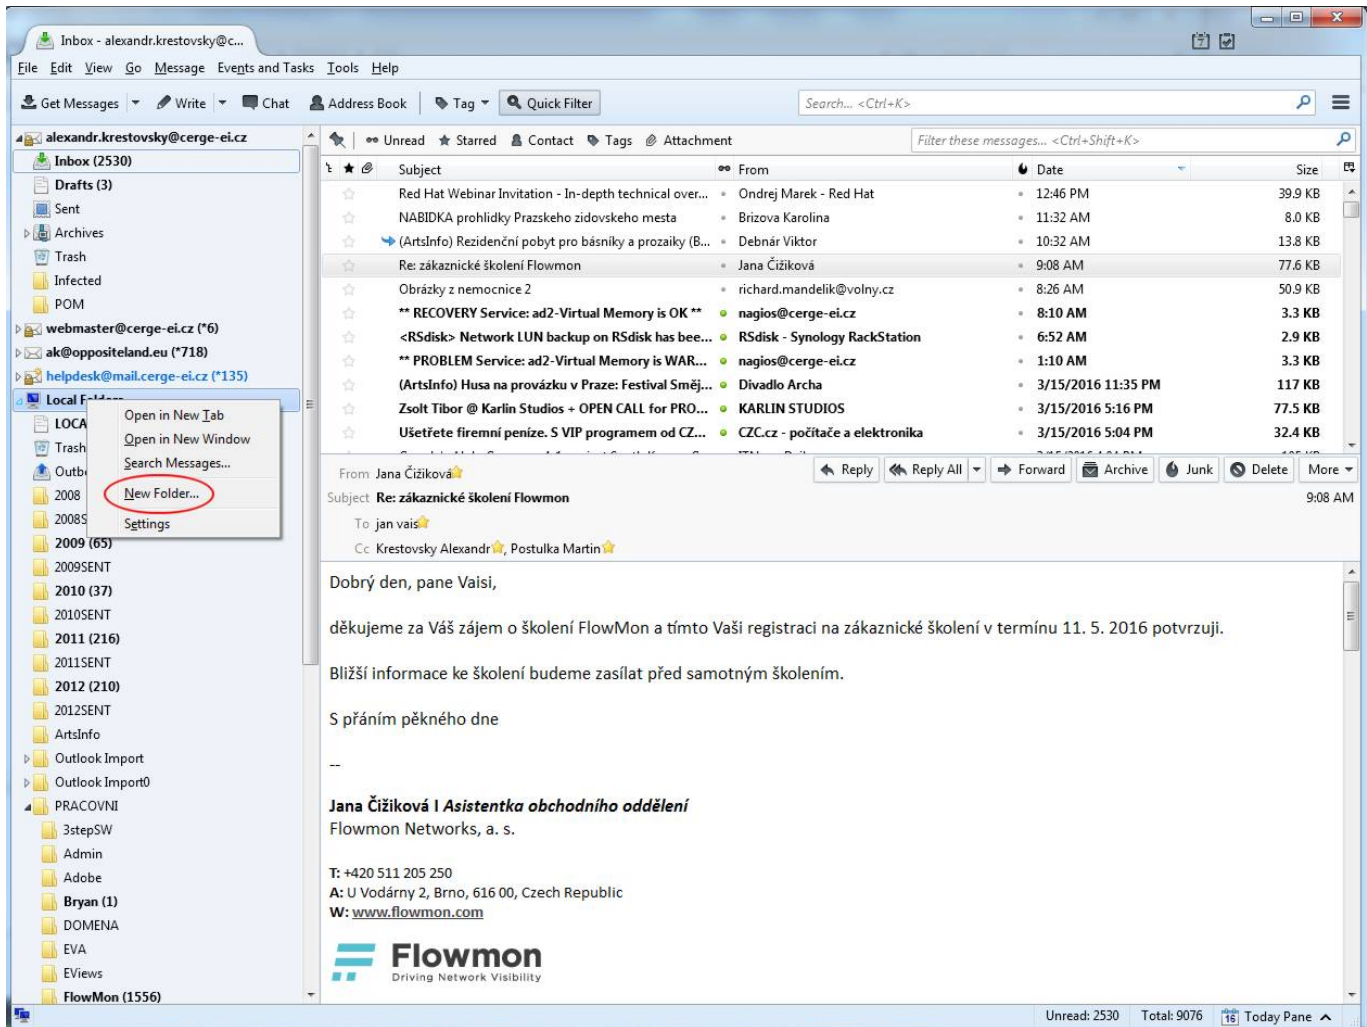 Inbox - alexandr.krestovsky@c...
File Edit View Go Message Events and Tasks Tools Help
Get Messages Write Chat Address Book Tag Quick Filter Search... <Ctrl+K>
alexandr.krestovsky@cerge-ei.cz
Inbox (2530)
Drafts (3)
Sent
Archives
Trash
Infected
POM
webmaster@cerge-ei.cz (*6)
ak@oppositeland.eu (*718)
helpdesk@mail.cerge-ei.cz (*135)
Local Folders
LOCA
Trash
Outb
2008
2008S
2009 (65)
2009SENT
2010 (37)
2010SENT
2011 (216)
2011SENT
2012 (210)
2012SENT
ArtsInfo
Outlook Import
Outlook Import0
PRACOVNI
3stepSW
Admin
Adobe
Bryan (1)
DOMENA
EVA
EViews
FlowMon (1556)
Open in New Tab
Open in New Window
Search Messages...
New Folder...
Settings
Unread Starred Contact Tags Attachment Filter these messages... <Ctrl+Shift+K>
Subject From Date Size
Red Hat Webinar Invitation - In-depth technical over... Ondrej Marek - Red Hat 12:46 PM 39.9 KB
NABIDKA prohlidky Prazskeho zidovskeho mesta Brizova Karolina 11:32 AM 8.0 KB
(ArtsInfo) Rezidenční pobyt pro básníky a prozaiky (B... Debnár Viktor 10:32 AM 13.8 KB
Re: zákaznické školení Flowmon Jana Čižiková 9:08 AM 77.6 KB
Obrázky z nemocnice 2 richard.mandelik@volny.cz 8:26 AM 50.9 KB
** RECOVERY Service: ad2-Virtual Memory is OK ** nagios@cerge-ei.cz 8:10 AM 3.3 KB
<RSdisk> Network LUN backup on RSdisk has bee... RSdisk - Synology RackStation 6:52 AM 2.9 KB
** PROBLEM Service: ad2-Virtual Memory is WAR... nagios@cerge-ei.cz 1:10 AM 3.3 KB
(ArtsInfo) Husa na provázku v Praze: Festival Směj... Divadlo Archa 3/15/2016 11:35 PM 117 KB
Zsolt Tibor @ Karlin Studios + OPEN CALL for PRO... KARLIN STUDIOS 3/15/2016 5:16 PM 77.5 KB
Ušetřete firemní peníze. S VIP programem od CZ... CZC.cz - počítače a elektronika 3/15/2016 5:04 PM 32.4 KB
From Jana Čižiková Reply Reply All Forward Archive Junk Delete More
Subject Re: zákaznické školení Flowmon 9:08 AM
To jan vais
Cc Krestovsky Alexandr, Postulka Martin
Dobrý den, pane Vaisi,
děkujeme za Váš zájem o školení FlowMon a tímto Vaši registraci na zákaznické školení v termínu 11. 5. 2016 potvrzuji.
Bližší informace ke školení budeme zasílat před samotným školením.
S přáním pěkného dne
--
Jana Čižiková I Asistentka obchodního oddělení
Flowmon Networks, a. s.
T: +420 511 205 250
A: U Vodárny 2, Brno, 616 00, Czech Republic
W: www.flowmon.com
Flowmon
Driving Network Visibility
Unread: 2530 Total: 9076 16 Today Pane